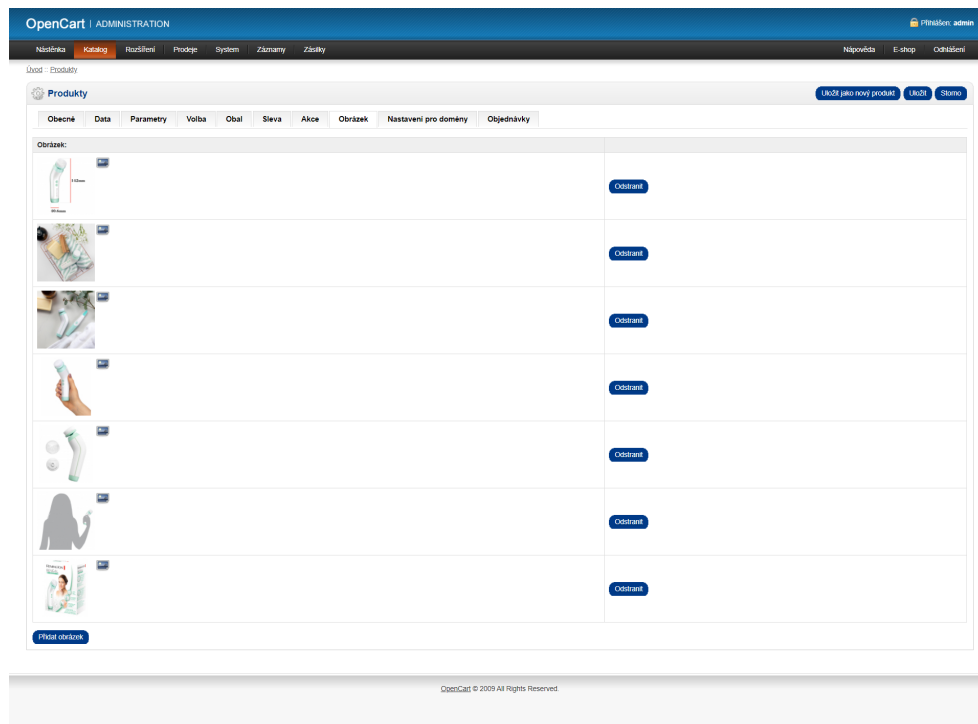 OpenCart | ADMINISTRATION
Přihlášen: admin
Nástěnka Katalog Rozšíření Prodeje System Záznamy Zásilky Nápověda E-shop Odhlášení
Úvod :: Produkty
Produkty
Uložit jako nový produkt Uložit Storno
Obecné Data Parametry Volba Obal Sleva Akce Obrázek Nastavení pro domény Objednávky
Obrázek:
Odstranit
Odstranit
Odstranit
Odstranit
Odstranit
Odstranit
Odstranit
Přidat obrázek
OpenCart © 2009 All Rights Reserved.